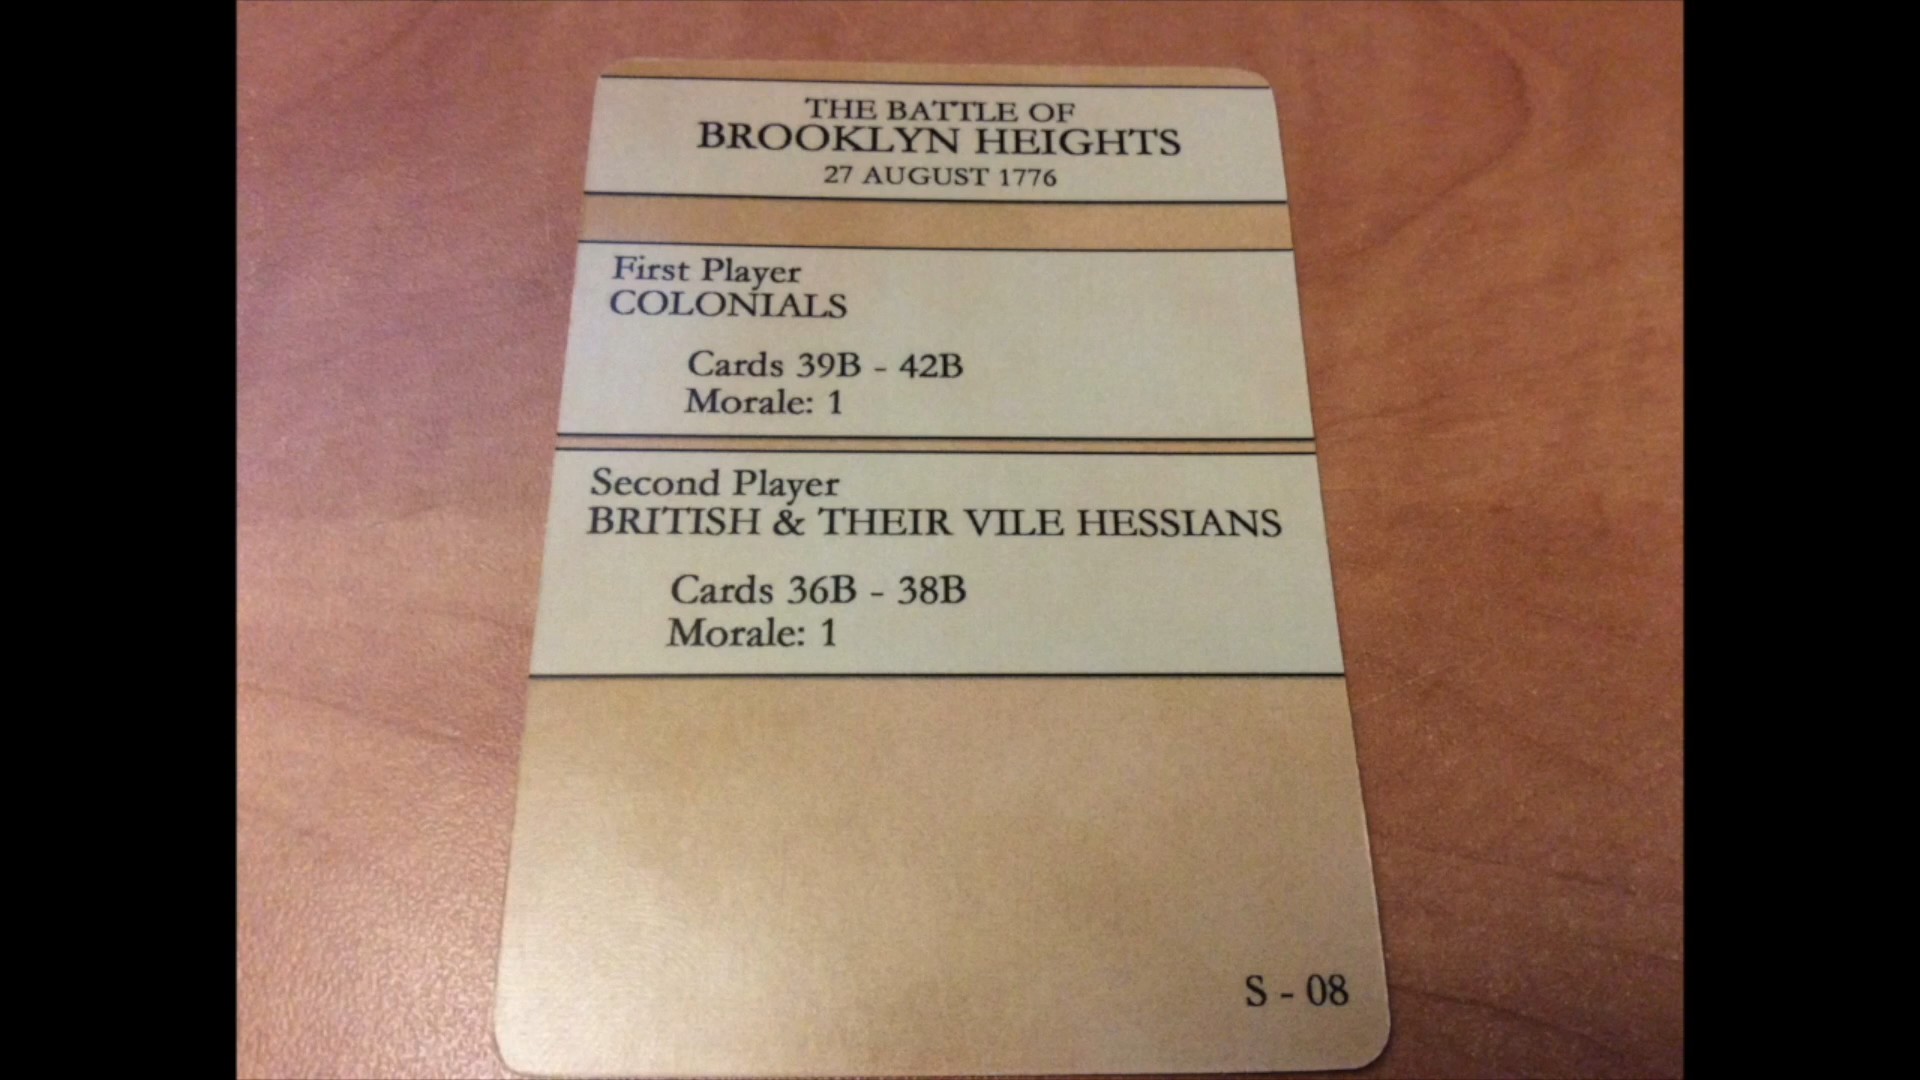 THE BATTLE OF
BROOKLYN HEIGHTS
27 AUGUST 1776
First Player
COLONIALS
Cards 39B - 42B
Morale: 1
Second Player
BRITISH & THEIR VILE HESSIANS
Cards 36B - 38B
Morale: 1
S - 08